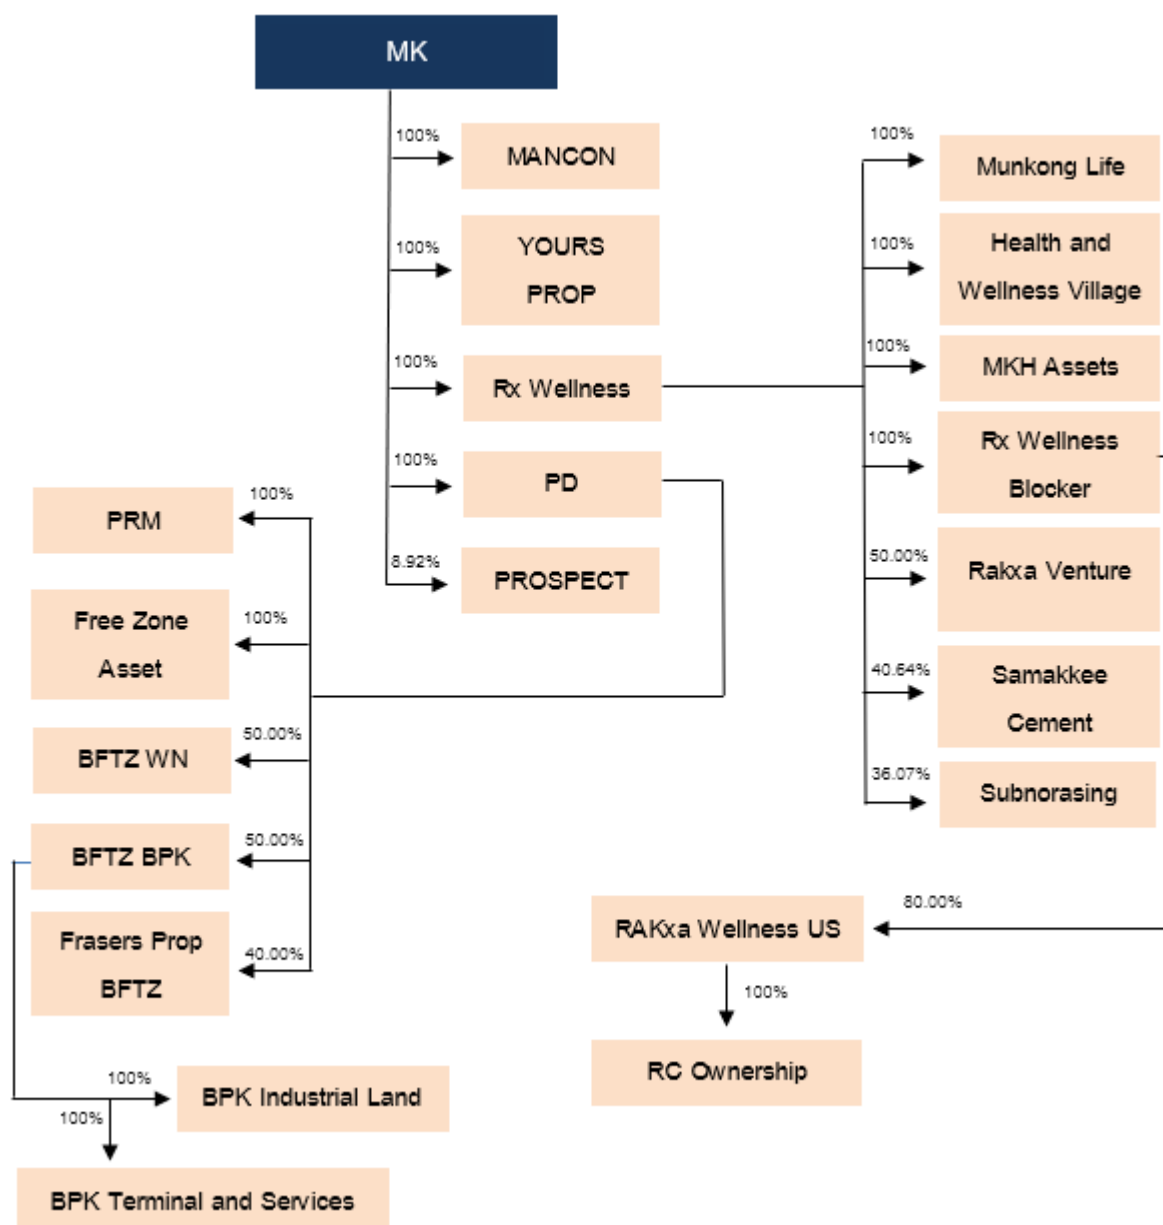 MK
100%
MANCON
100%
YOURS
PROP
100%
Rx Wellness
100%
PD
8.92%
PROSPECT
100%
Munkong Life
100%
Health and
Wellness Village
100%
MKH Assets
100%
Rx Wellness
Blocker
50.00%
Rakxa Venture
40.64%
Samakkee
Cement
36.07%
Subnorasing
100%
PRM
100%
Free Zone
Asset
50.00%
BFTZ WN
50.00%
BFTZ BPK
40.00%
Frasers Prop
BFTZ
80.00%
RAKxa Wellness US
100%
RC Ownership
100%
BPK Industrial Land
100%
BPK Terminal and Services